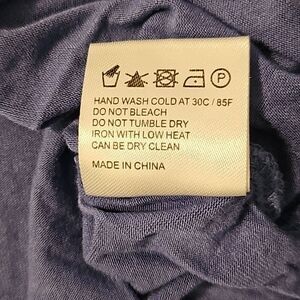 HAND WASH COLD AT 30C / 85F
DO NOT BLEACH
DO NOT TUMBLE DRY
IRON WITH LOW HEAT
CAN BE DRY CLEAN
MADE IN CHINA